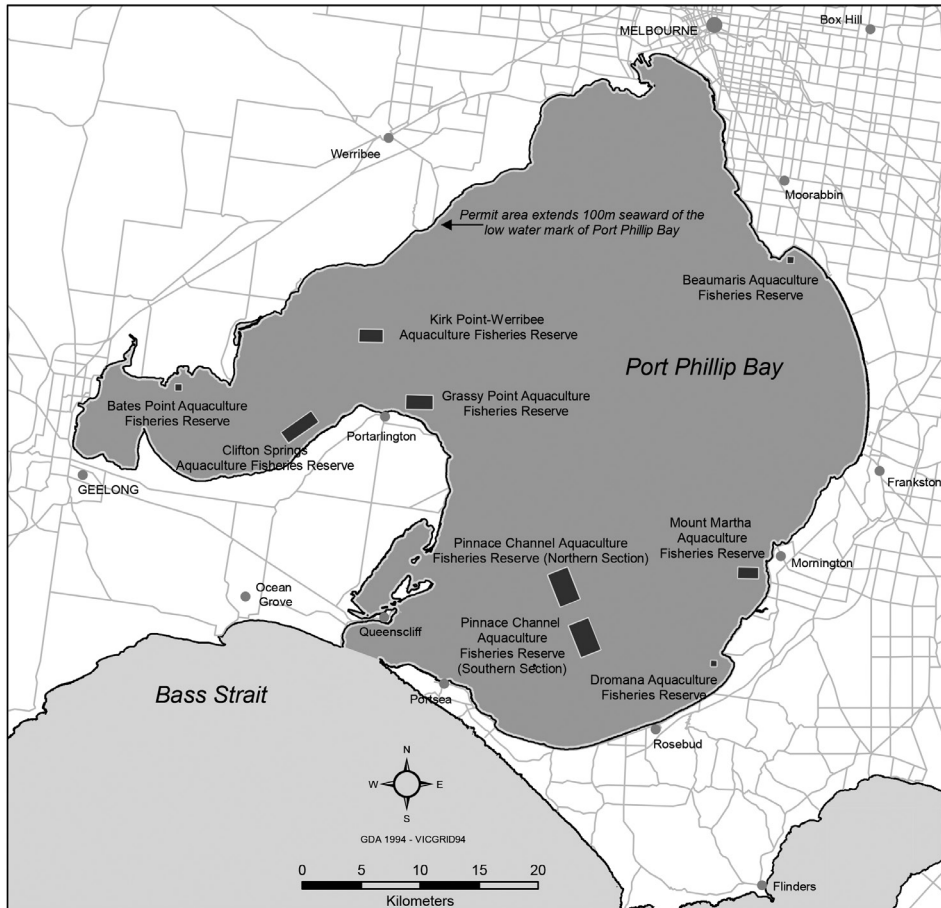 Box Hill
MELBOURNE
Werribee
Moorabbin
Permit area extends 100m seaward of the
low water mark of Port Phillip Bay
Beaumaris Aquaculture
Fisheries Reserve
Kirk Point-Werribee
Aquaculture Fisheries Reserve
Port Phillip Bay
Grassy Point Aquaculture
Fisheries Reserve
Bates Point Aquaculture
Fisheries Reserve
Portarlington
Clifton Springs
Aquaculture Fisheries Reserve
GEELONG
Frankston
Mount Martha
Aquaculture
Fisheries Reserve
Pinnace Channel Aquaculture
Fisheries Reserve (Northern Section)
Mornington
Ocean
Grove
Queenscliff
Pinnace Channel
Aquaculture
Fisheries Reserve
(Southern Section)
Dromana Aquaculture
Fisheries Reserve
Bass Strait
Portsea
Rosebud
N
W
E
S
GDA 1994 - VICGRID94
0 5 10 15 20
Kilometers
Flinders